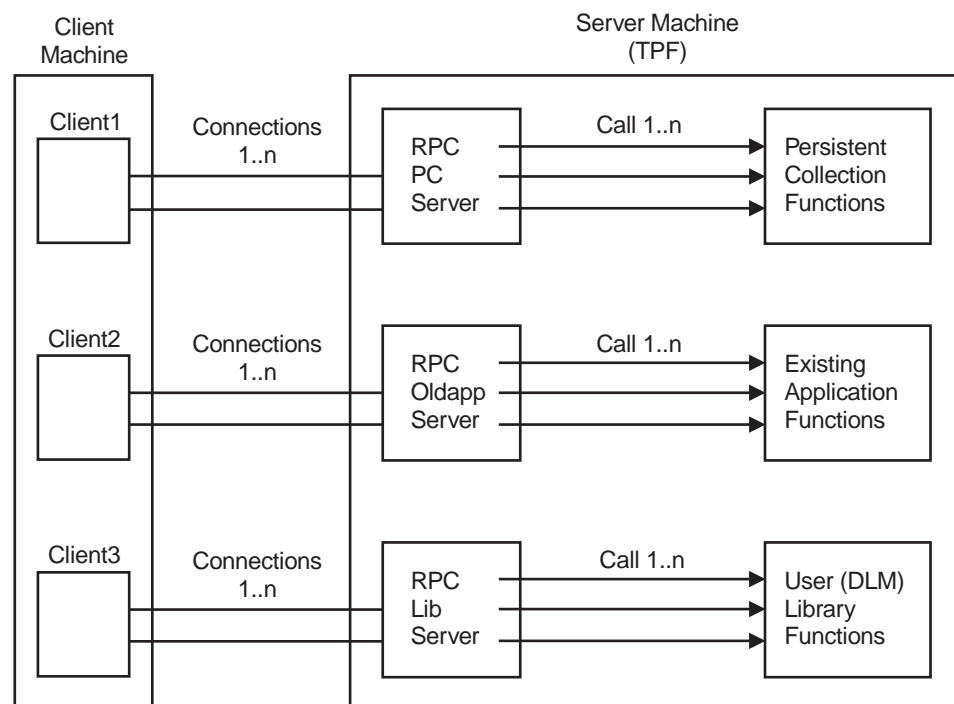 Client
Machine
Server Machine
(TPF)
Client1
Connections
1..n
RPC
PC
Server
Call 1..n
Persistent
Collection
Functions
Client2
Connections
1..n
RPC
Oldapp
Server
Call 1..n
Existing
Application
Functions
Client3
Connections
1..n
RPC
Lib
Server
Call 1..n
User (DLM)
Library
Functions